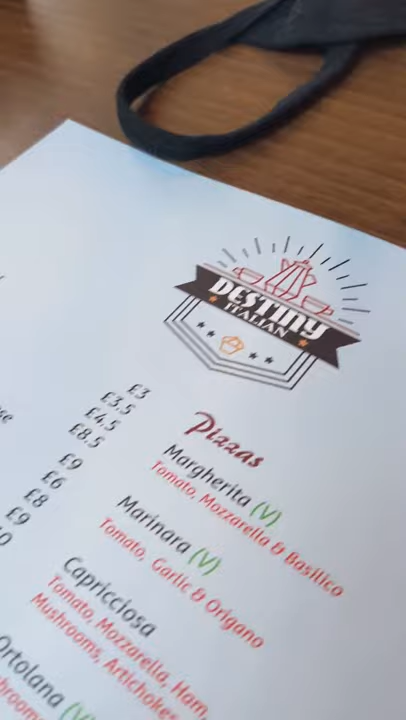 DESTINY
ITALIAN
£3
£3.5
£4.5
£8.5
£9
£6
£8
£9
Pizzas
Margherita (V)
Tomato, Mozzarella & Basilico
Marinara (V)
Tomato, Garlic & Origano
Capricciosa
Tomato, Mozzarella, Ham,
Mushrooms, Artichokes
Ortolana (V)